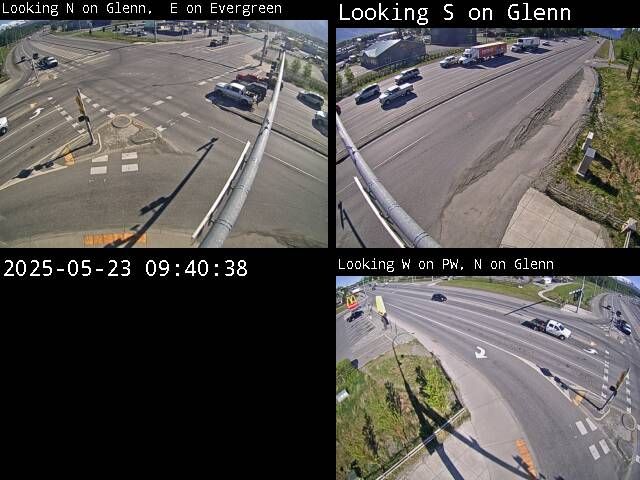 Looking N on Glenn,  E on Evergreen
Looking S on Glenn
2025-05-23 09:40:38
Looking W on PW, N on Glenn